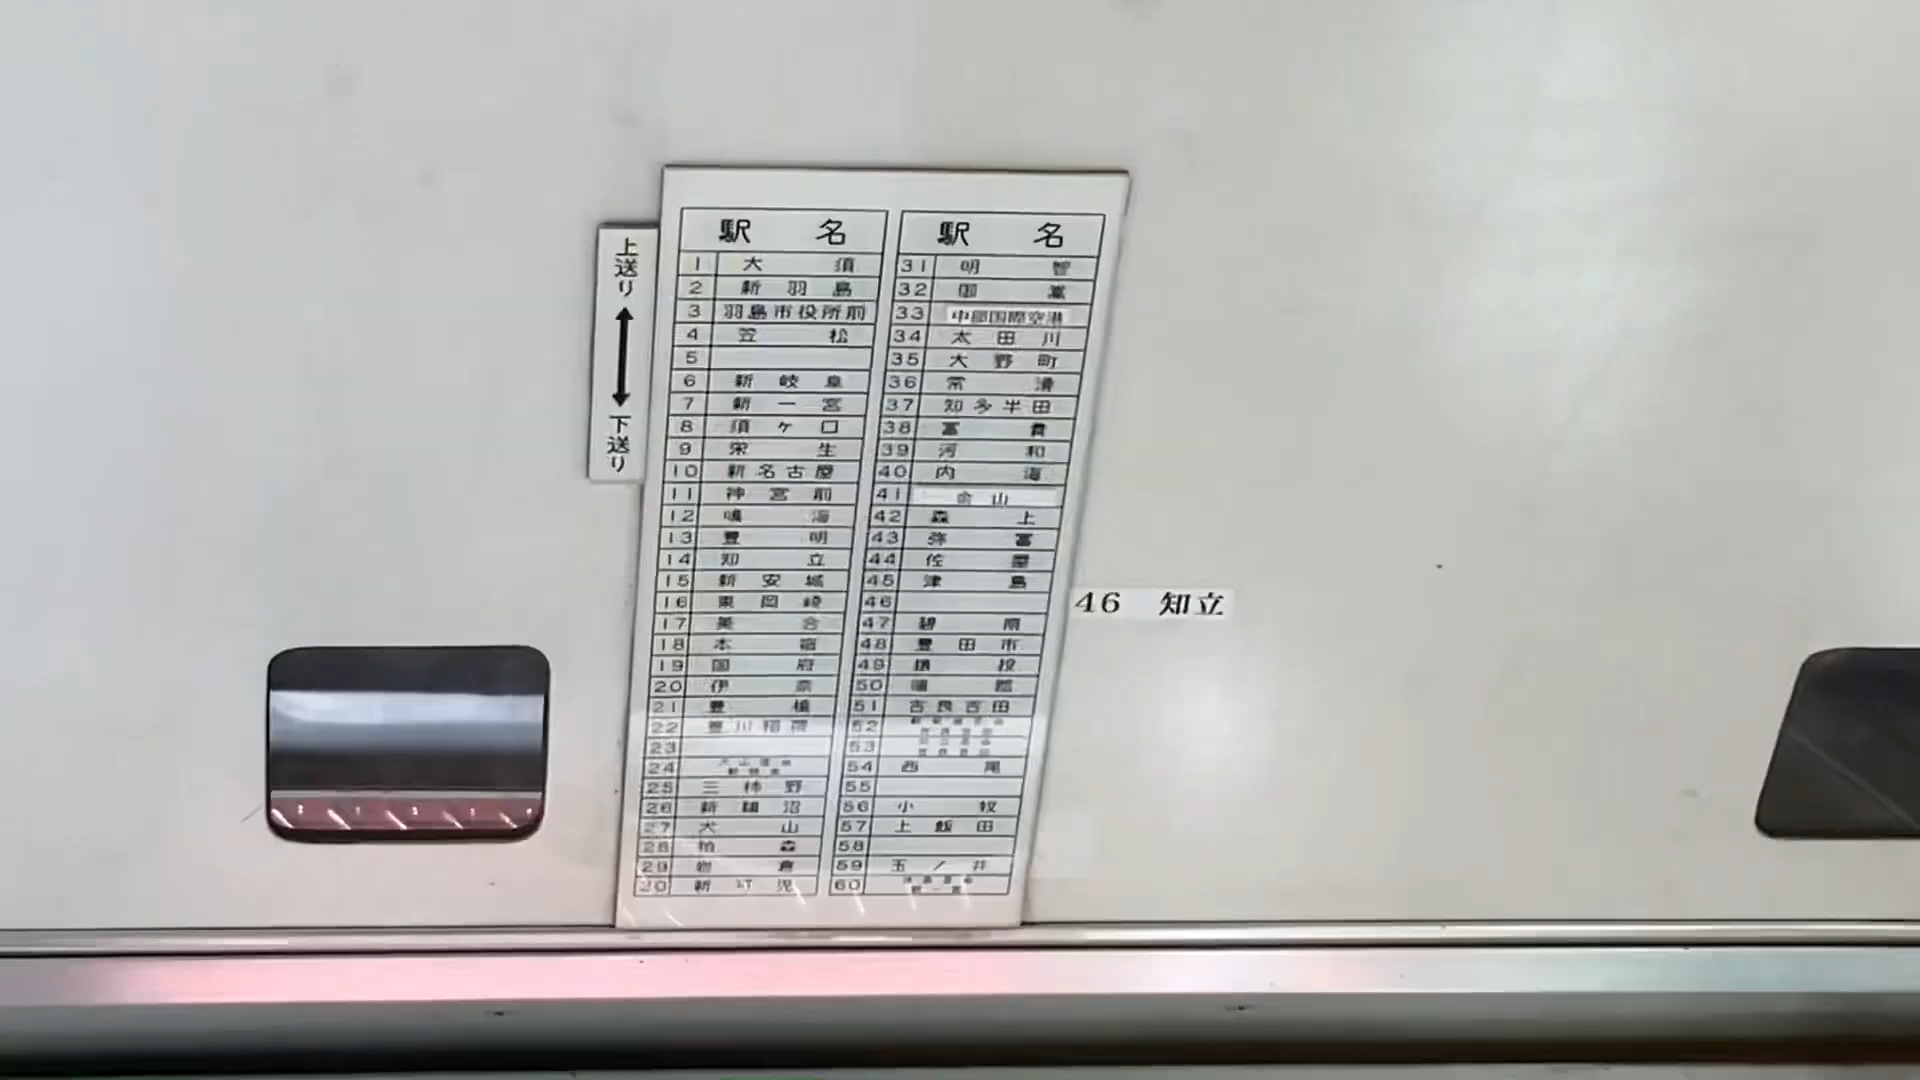 上送り
下送り
駅 名
1 大須
2 新羽島
3 羽島市役所前
4 笠松
5
6 新岐阜
7 新一宮
8 須ヶ口
9 栄生
10 新名古屋
11 神宮前
12 鳴海
13 豊明
14 知立
15 新安城
16 東岡崎
17 美合
18 本宿
19 国府
20 伊奈
21 豊橋
22 豊川稲荷
23
24
25 三柿野
26 新鵜沼
27 犬山
28 柏森
29 岩倉
30 新可児
駅 名
31 明智
32 御嵩
33 中部国際空港
34 太田川
35 大野町
36 常滑
37 知多半田
38 富貴
39 河和
40 内海
41 金山
42 森上
43 弥富
44 佐屋
45 津島
46
47 碧南
48 豊田市
49 猿投
50 蒲郡
51 吉良吉田
52
53
54 西尾
55
56 小牧
57 上飯田
58
59 玉ノ井
60
46 知立